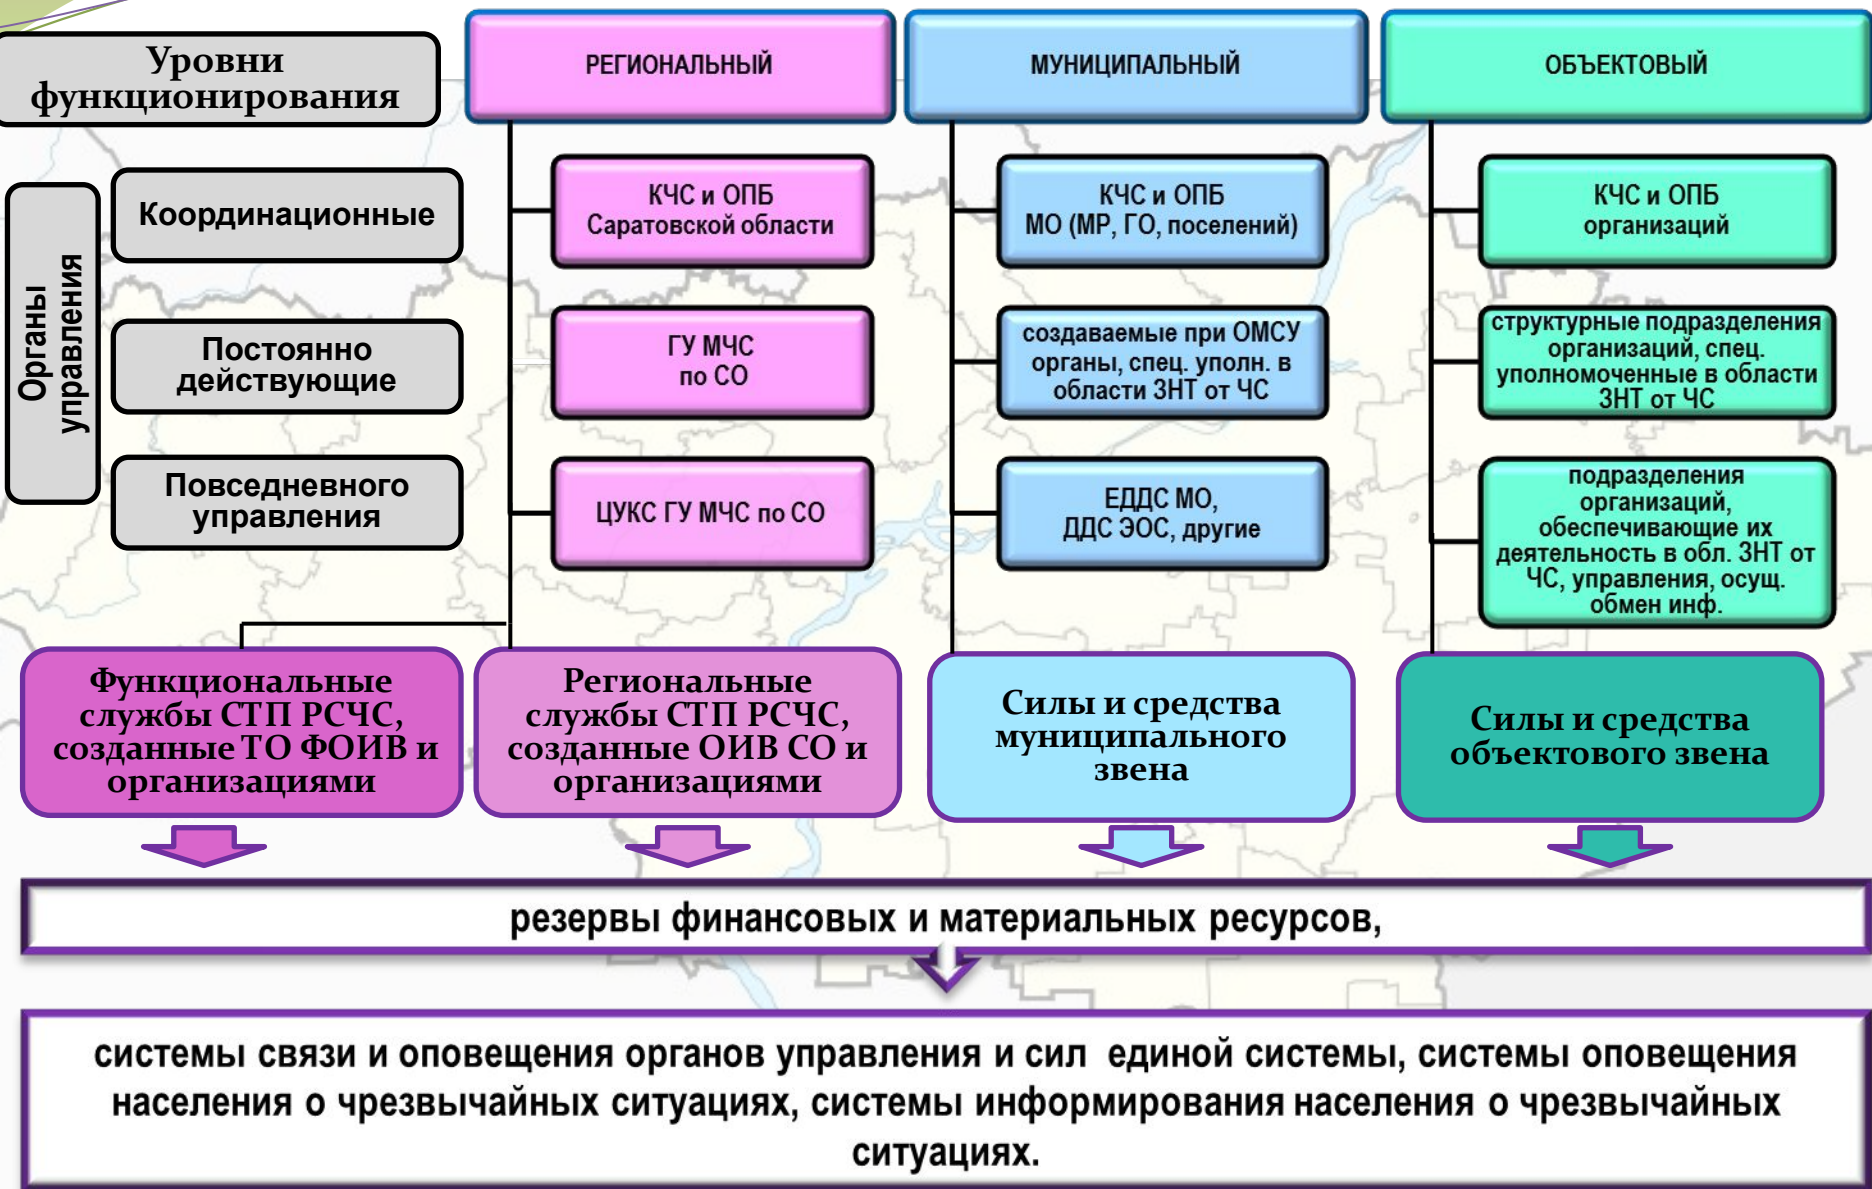 Уровни
функционирования
РЕГИОНАЛЬНЫЙ
МУНИЦИПАЛЬНЫЙ
ОБЪЕКТОВЫЙ
Органы
управления
Координационные
КЧС и ОПБ
Саратовской области
КЧС и ОПБ
МО (МР, ГО, поселений)
КЧС и ОПБ
организаций
Постоянно
действующие
ГУ МЧС
по СО
создаваемые при ОМСУ
органы, спец. уполн. в
области ЗНТ от ЧС
структурные подразделения
организаций, спец.
уполномоченные в области
ЗНТ от ЧС
Повседневного
управления
ЦУКС ГУ МЧС по СО
ЕДДС МО,
ДДС ЭОС, другие
подразделения
организаций,
обеспечивающие их
деятельность в обл. ЗНТ от
ЧС, управления, осущ.
обмен инф.
Функциональные
службы СТП РСЧС,
созданные ТО ФОИВ и
организациями
Региональные
службы СТП РСЧС,
созданные ОИВ СО и
организациями
Силы и средства
муниципального
звена
Силы и средства
объектового звена
резервы финансовых и материальных ресурсов,
системы связи и оповещения органов управления и сил единой системы, системы оповещения
населения о чрезвычайных ситуациях, системы информирования населения о чрезвычайных
ситуациях.